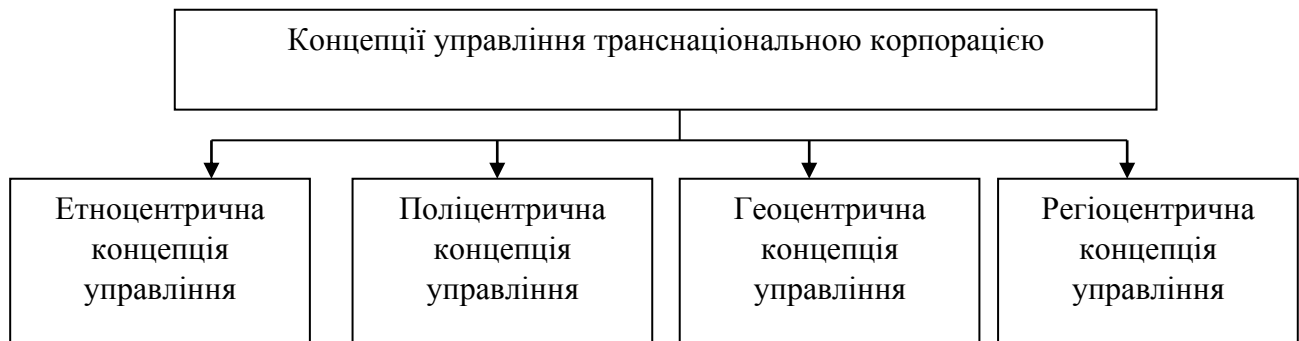 Концепції управління транснаціональною корпорацією
Етноцентрична
концепція
управління
Поліцентрична
концепція
управління
Геоцентрична
концепція
управління
Регіоцентрична
концепція
управління